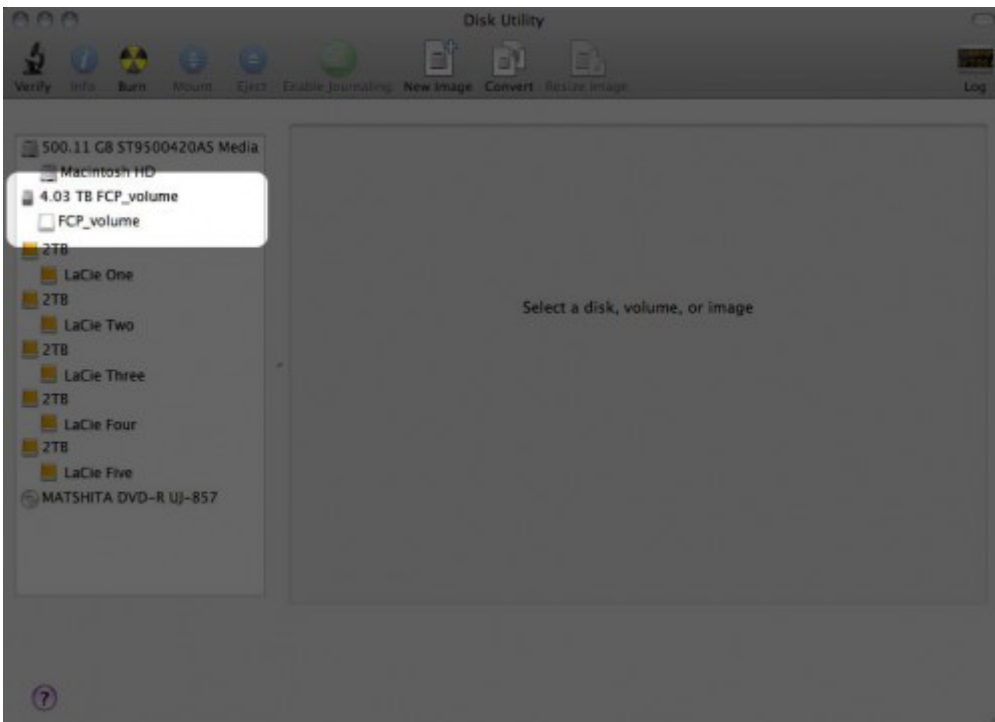 Disk Utility
Verify Info Burn Mount Eject Enable Journaling New Image Convert Resize Image Log
500.11 GB ST9500420AS Media
Macintosh HD
4.03 TB FCP_volume
FCP_volume
2TB
LaCie One
2TB
LaCie Two
2TB
LaCie Three
2TB
LaCie Four
2TB
LaCie Five
MATSHITA DVD-R UJ-857
Select a disk, volume, or image
?